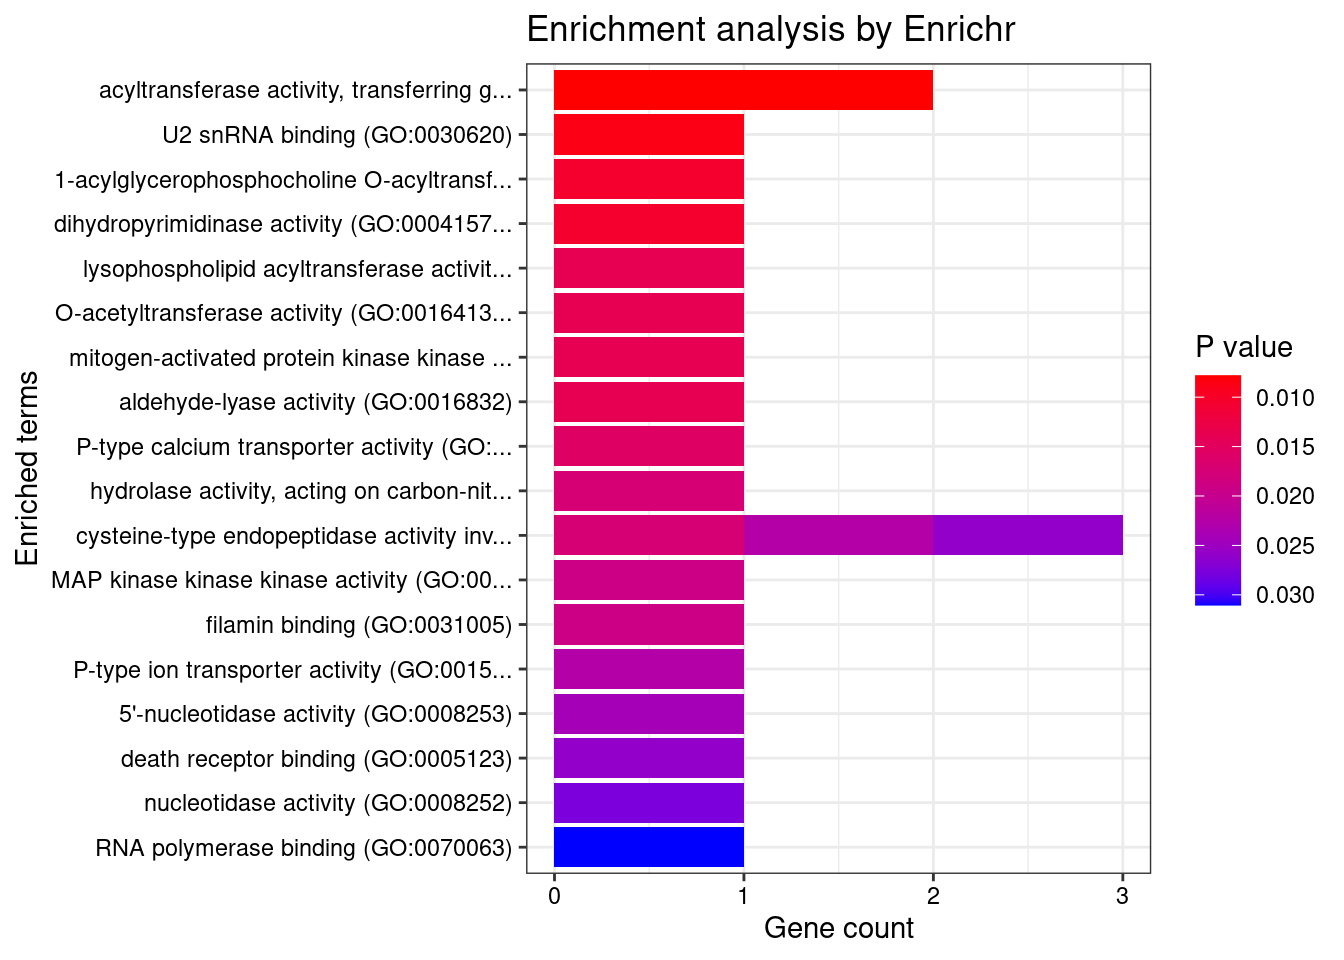 Enrichment analysis by Enrichr
acyltransferase activity, transferring g...
U2 snRNA binding (GO:0030620)
1-acylglycerophosphocholine O-acyltransf...
dihydropyrimidinase activity (GO:0004157...
lysophospholipid acyltransferase activit...
O-acetyltransferase activity (GO:0016413...
mitogen-activated protein kinase kinase ...
aldehyde-lyase activity (GO:0016832)
P-type calcium transporter activity (GO:...
hydrolase activity, acting on carbon-nit...
cysteine-type endopeptidase activity inv...
MAP kinase kinase kinase activity (GO:00...
filamin binding (GO:0031005)
P-type ion transporter activity (GO:0015...
5'-nucleotidase activity (GO:0008253)
death receptor binding (GO:0005123)
nucleotidase activity (GO:0008252)
RNA polymerase binding (GO:0070063)
Enriched terms
0 1 2 3
Gene count
P value
0.010
0.015
0.020
0.025
0.030